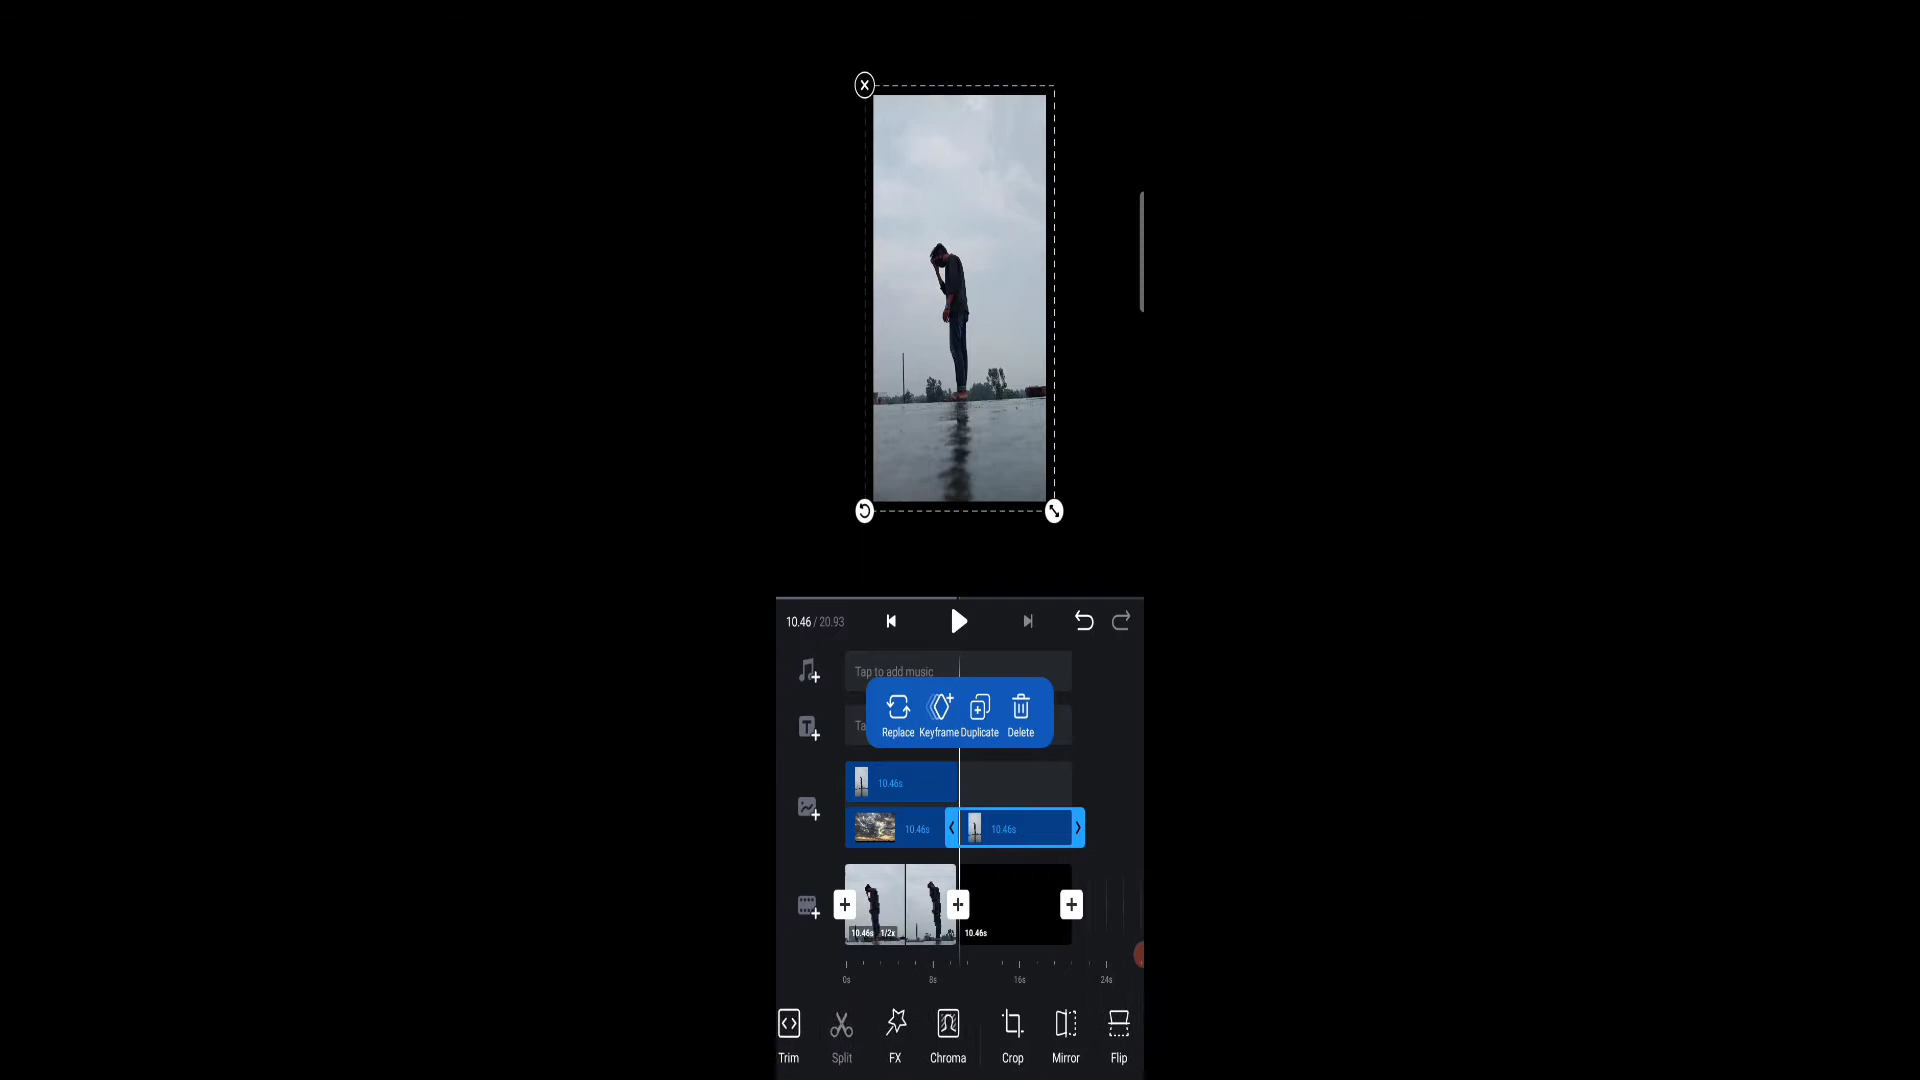 10.46 / 20.93
Tap to add music
Ta
Replace Keyframe Duplicate Delete
10.46s
10.46s 10.46s
10.46s 1/2x 10.46s
0s 8s 16s 24s
Trim Split FX Chroma Crop Mirror Flip